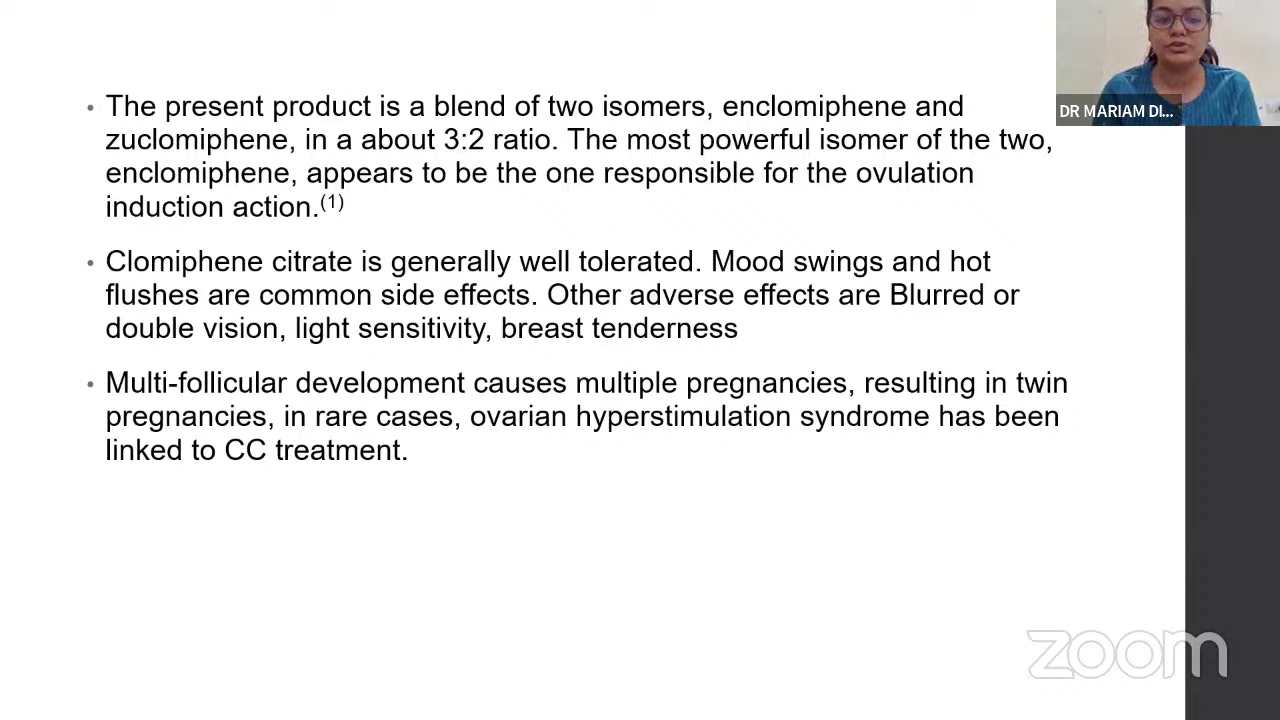 DR MARIAM DI...
• The present product is a blend of two isomers, enclomiphene and
zuclomiphene, in a about 3:2 ratio. The most powerful isomer of the two,
enclomiphene, appears to be the one responsible for the ovulation
induction action.(1)
• Clomiphene citrate is generally well tolerated. Mood swings and hot
flushes are common side effects. Other adverse effects are Blurred or
double vision, light sensitivity, breast tenderness
• Multi-follicular development causes multiple pregnancies, resulting in twin
pregnancies, in rare cases, ovarian hyperstimulation syndrome has been
linked to CC treatment.
zoom